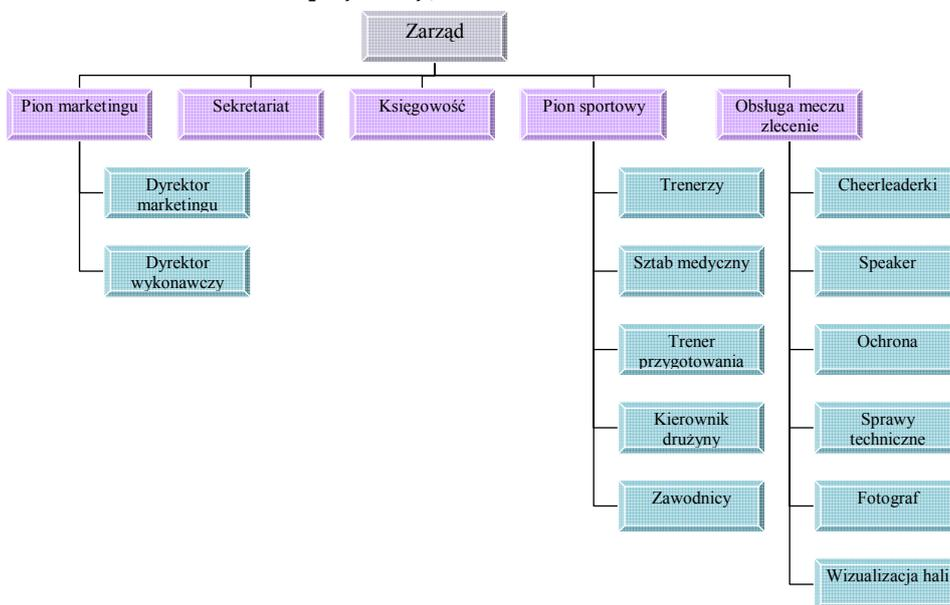 Zarząd
Pion marketingu
Sekretariat
Księgowość
Pion sportowy
Obsługa meczu
zlecenie
Dyrektor
marketingu
Dyrektor
wykonawczy
Trenerzy
Sztab medyczny
Trener
przygotowania
Kierownik
drużyny
Zawodnicy
Cheerleaderki
Speaker
Ochrona
Sprawy
techniczne
Fotograf
Wizualizacja hali